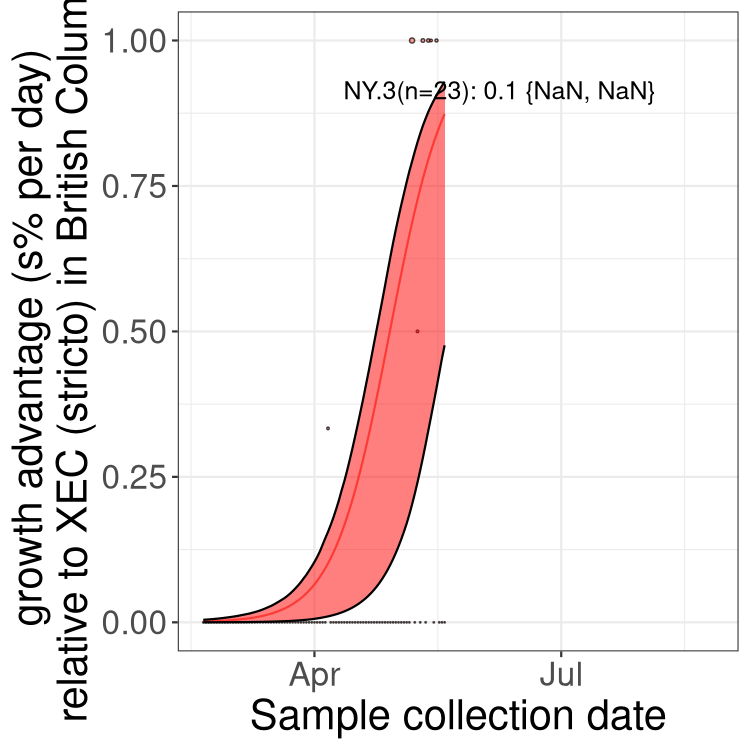 growth advantage (s% per day)
relative to XEC (stricto) in British Colum
1.00
0.75
0.50
0.25
0.00
NY.3(n=23): 0.1 {NaN, NaN}
Apr
Jul
Sample collection date